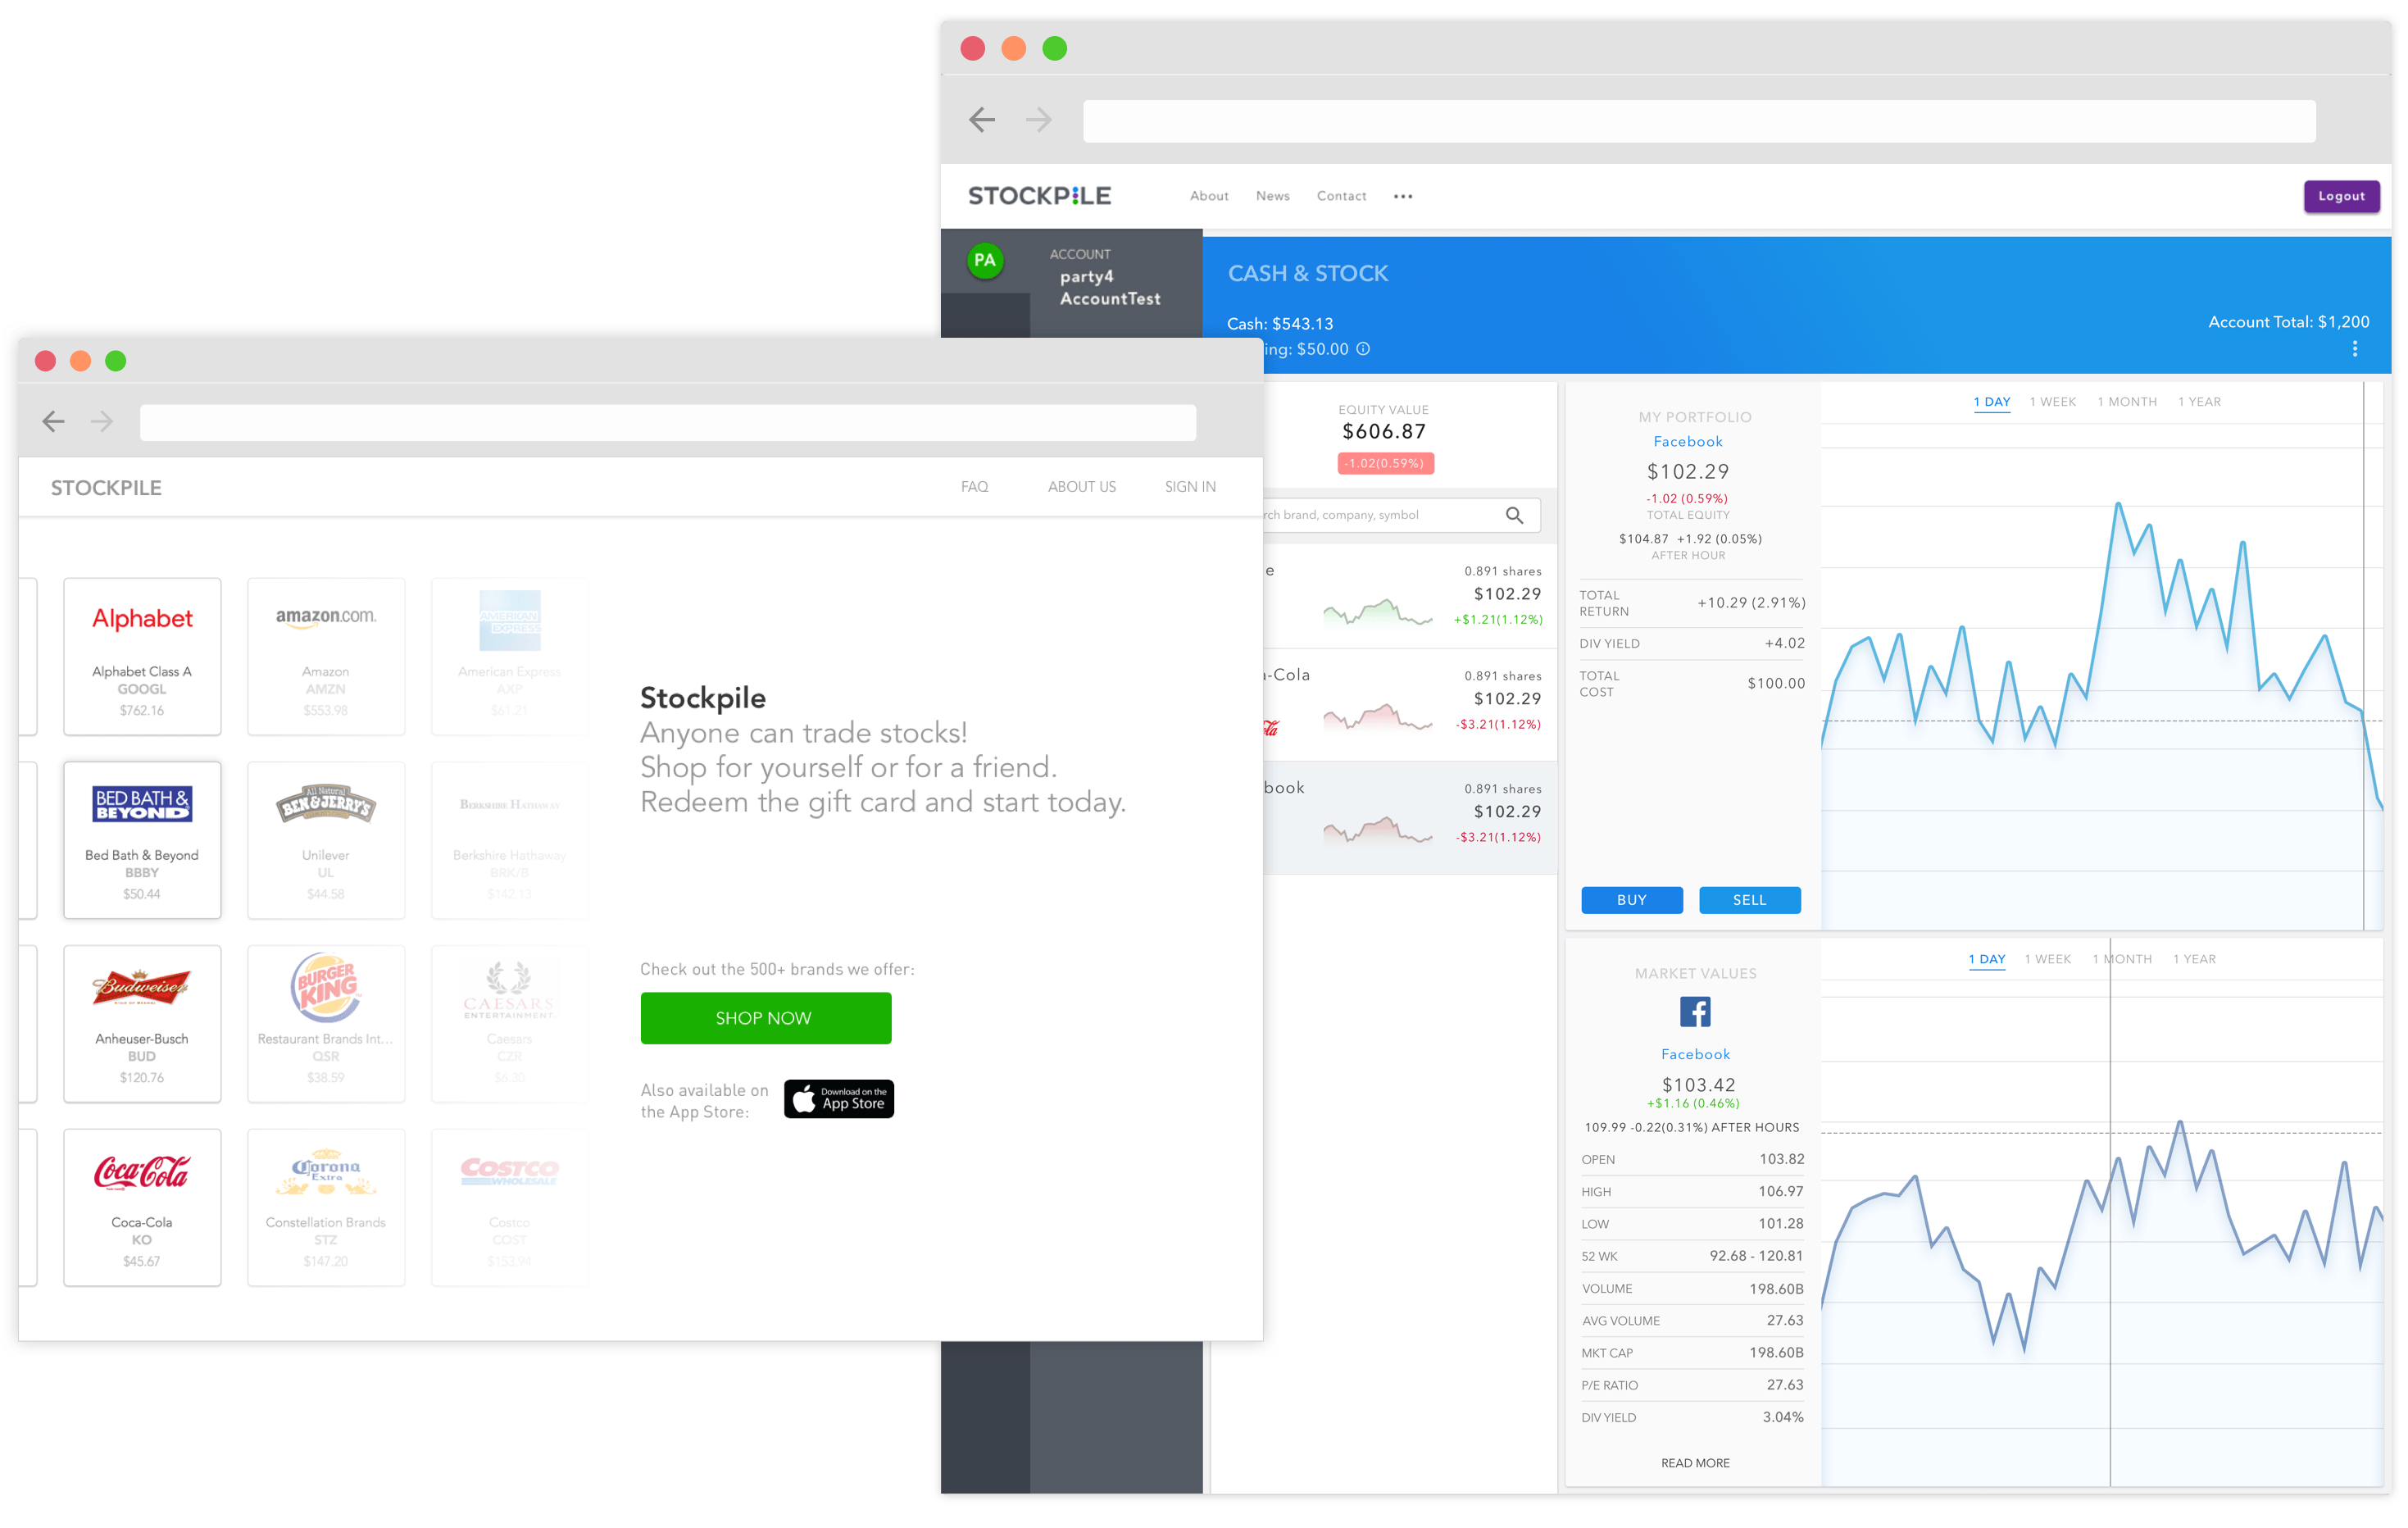 STOCKPILE
About News Contact
Logout
PA
ACCOUNT
party4
AccountTest
CASH & STOCK
Cash: $543.13
Account Total: $1,200
$50.00
EQUITY VALUE
$606.87
-1.02(0.59%)
brand, company, symbol
0.891 shares
$102.29
+$1.21(1.12%)
-Cola
0.891 shares
$102.29
-$3.21(1.12%)
book
0.891 shares
$102.29
-$3.21(1.12%)
MY PORTFOLIO
Facebook
$102.29
-1.02 (0.59%)
TOTAL EQUITY
$104.87 +1.92 (0.05%)
AFTER HOUR
TOTAL RETURN +10.29 (2.91%)
DIV YIELD +4.02
TOTAL COST $100.00
BUY SELL
1 DAY 1 WEEK 1 MONTH 1 YEAR
MARKET VALUES
Facebook
$103.42
+$1.16 (0.46%)
109.99 -0.22(0.31%) AFTER HOURS
OPEN 103.82
HIGH 106.97
LOW 101.28
52 WK 92.68 - 120.81
VOLUME 198.60B
AVG VOLUME 27.63
MKT CAP 198.60B
P/E RATIO 27.63
DIV YIELD 3.04%
READ MORE
1 DAY 1 WEEK 1 MONTH 1 YEAR
STOCKPILE
FAQ ABOUT US SIGN IN
Alphabet
Alphabet Class A
GOOGL
$762.16
amazon.com.
Amazon
AMZN
$553.98
AMERICAN EXPRESS
American Express
AXP
$61.21
BED BATH &
BEYOND
Bed Bath & Beyond
BBBY
$50.44
All Natural
BEN & JERRY'S
Unilever
UL
$44.58
BERKSHIRE HATHAWAY
Berkshire Hathaway
BRK/B
$142.13
Budweiser
KING OF BEERS
Anheuser-Busch
BUD
$120.76
BURGER KING
Restaurant Brands Int...
QSR
$38.59
CAESARS
ENTERTAINMENT.
Caesars
CZR
$6.30
Coca-Cola
Coca-Cola
KO
$45.67
Corona
Extra
Constellation Brands
STZ
$147.20
COSTCO
WHOLESALE
Costco
COST
$153.94
Stockpile
Anyone can trade stocks!
Shop for yourself or for a friend.
Redeem the gift card and start today.
Check out the 500+ brands we offer:
SHOP NOW
Also available on
the App Store:
Download on the
App Store